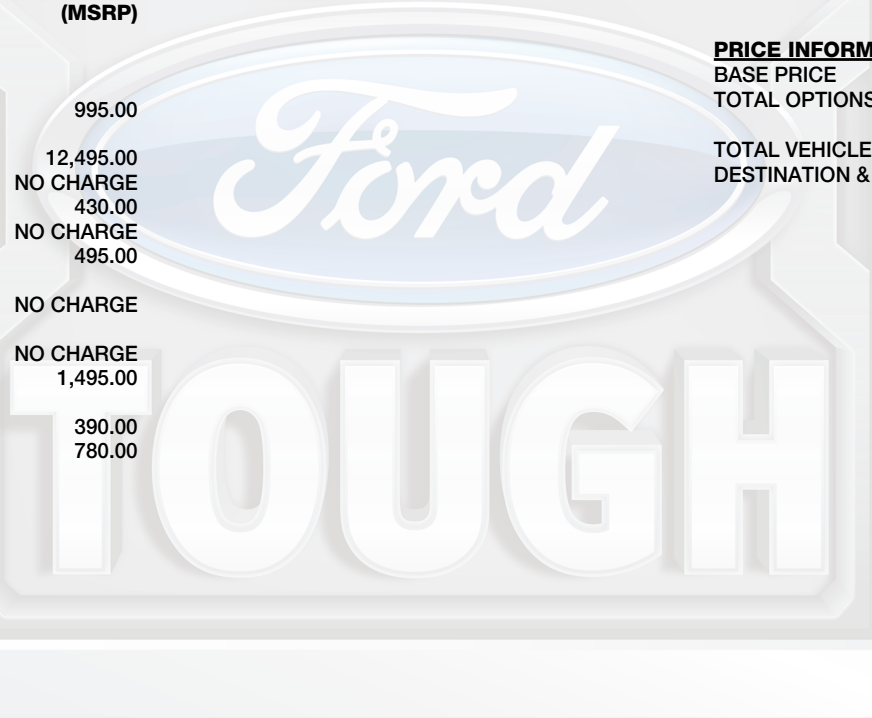 (MSRP)
995.00
12,495.00
NO CHARGE
430.00
NO CHARGE
495.00
NO CHARGE
NO CHARGE
1,495.00
390.00
780.00
PRICE INFORM
BASE PRICE
TOTAL OPTIONS
TOTAL VEHICLE
DESTINATION &
Ford
TOUGH